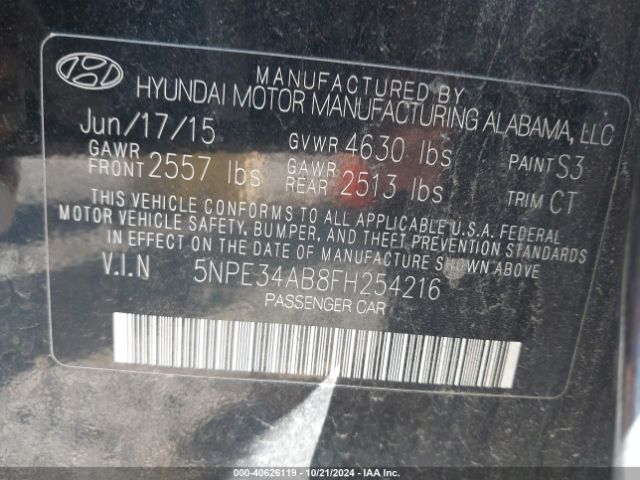 MANUFACTURED BY
HYUNDAI MOTOR MANUFACTURING ALABAMA, LLC
Jun/17/15 GVWR 4630 lbs PAINT S3
GAWR FRONT 2557 lbs GAWR REAR 2513 lbs TRIM CT
THIS VEHICLE CONFORMS TO ALL APPLICABLE U.S.A. FEDERAL
MOTOR VEHICLE SAFETY, BUMPER, AND THEFT PREVENTION STANDARDS
IN EFFECT ON THE DATE OF MANUFACTURE SHOWN ABOVE
V.I.N 5NPE34AB8FH254216
PASSENGER CAR
000-40626119 - 10/21/2024 - IAA Inc.